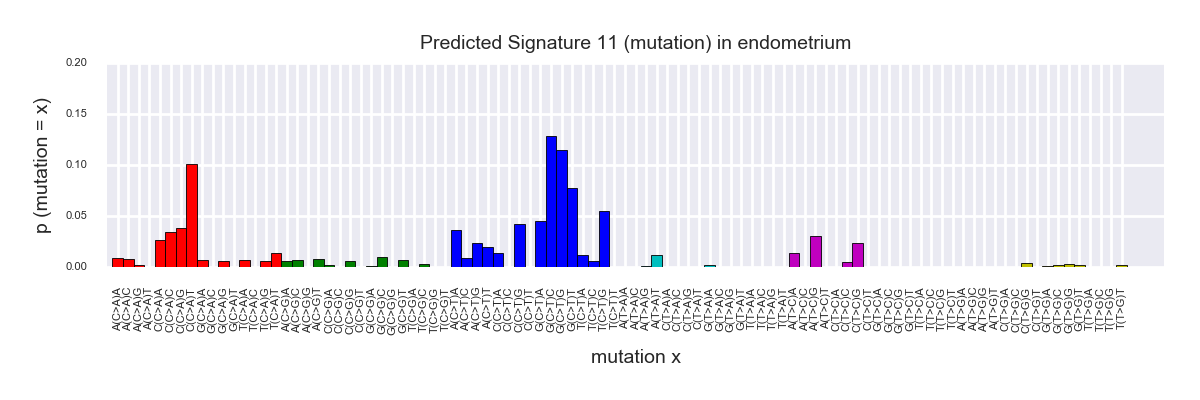 Predicted Signature 11 (mutation) in endometrium
0.20
0.15
0.10
0.05
0.00
p (mutation = x)
A(C>A)A
A(C>A)C
A(C>A)G
A(C>A)T
C(C>A)A
C(C>A)C
C(C>A)G
C(C>A)T
G(C>A)A
G(C>A)C
G(C>A)G
G(C>A)T
T(C>A)A
T(C>A)C
T(C>A)G
T(C>A)T
A(C>G)A
A(C>G)C
A(C>G)G
A(C>G)T
C(C>G)A
C(C>G)C
C(C>G)G
C(C>G)T
G(C>G)A
G(C>G)C
G(C>G)G
G(C>G)T
T(C>G)A
T(C>G)C
T(C>G)G
T(C>G)T
A(C>T)A
A(C>T)C
A(C>T)G
A(C>T)T
C(C>T)A
C(C>T)C
C(C>T)G
C(C>T)T
G(C>T)A
G(C>T)C
G(C>T)G
G(C>T)T
T(C>T)A
T(C>T)C
T(C>T)G
T(C>T)T
A(T>A)A
A(T>A)C
A(T>A)G
A(T>A)T
C(T>A)A
C(T>A)C
C(T>A)G
C(T>A)T
G(T>A)A
G(T>A)C
G(T>A)G
G(T>A)T
T(T>A)A
T(T>A)C
T(T>A)G
T(T>A)T
A(T>C)A
A(T>C)C
A(T>C)G
A(T>C)T
C(T>C)A
C(T>C)C
C(T>C)G
C(T>C)T
G(T>C)A
G(T>C)C
G(T>C)G
G(T>C)T
T(T>C)A
T(T>C)C
T(T>C)G
T(T>C)T
A(T>G)A
A(T>G)C
A(T>G)G
A(T>G)T
C(T>G)A
C(T>G)C
C(T>G)G
C(T>G)T
G(T>G)A
G(T>G)C
G(T>G)G
G(T>G)T
T(T>G)A
T(T>G)C
T(T>G)G
T(T>G)T
mutation x